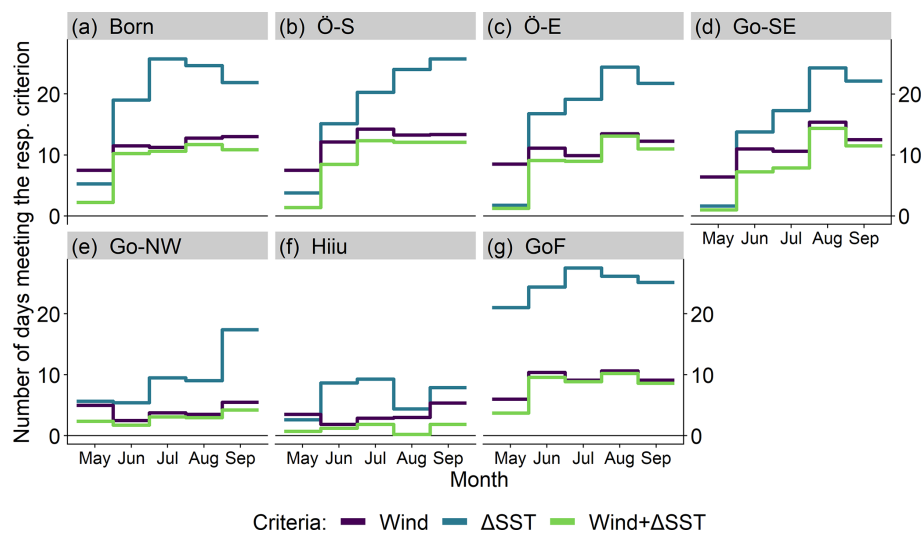 (a) Born
(b) Ö-S
(c) Ö-E
(d) Go-SE
20
10
0
20
10
0
May Jun Jul Aug Sep
(e) Go-NW
(f) Hiiu
(g) GoF
20
10
0
20
10
0
May Jun Jul Aug Sep
May Jun Jul Aug Sep
May Jun Jul Aug Sep
Number of days meeting the resp. criterion
Month
Criteria: Wind ΔSST Wind+ΔSST